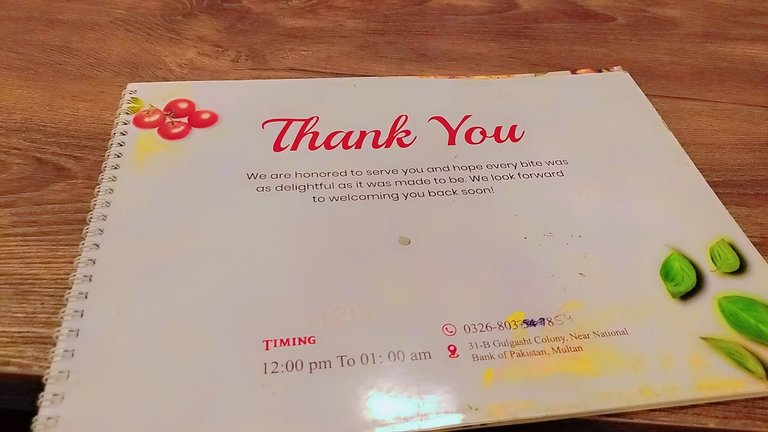 Thank You
We are honored to serve you and hope every bite was
as delightful as it was made to be. We look forward
to welcoming you back soon!
TIMING
12:00 pm To 01: 00 am
0326-803
31-B Gulgasht Colony, Near National
Bank of Pakistan, Multan